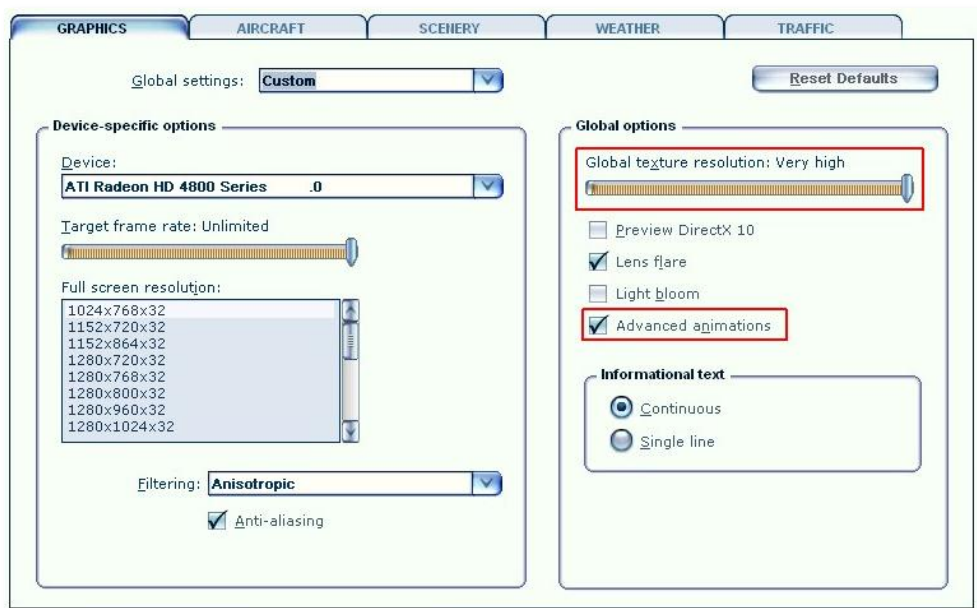 GRAPHICS AIRCRAFT SCENERY WEATHER TRAFFIC
Global settings: Custom
Reset Defaults
Device-specific options
Device:
ATI Radeon HD 4800 Series .0
Target frame rate: Unlimited
Full screen resolution:
1024x768x32
1152x720x32
1152x864x32
1280x720x32
1280x768x32
1280x800x32
1280x960x32
1280x1024x32
Filtering: Anisotropic
Anti-aliasing
Global options
Global texture resolution: Very high
Preview DirectX 10
Lens flare
Light bloom
Advanced animations
Informational text
Continuous
Single line